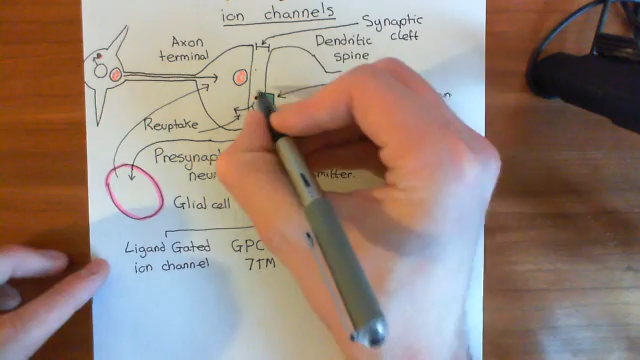 ion channels
Synaptic
cleft
Axon
terminal
Dendritic
spine
Reuptake
Glial cell
Ligand Gated
ion channel
7TM